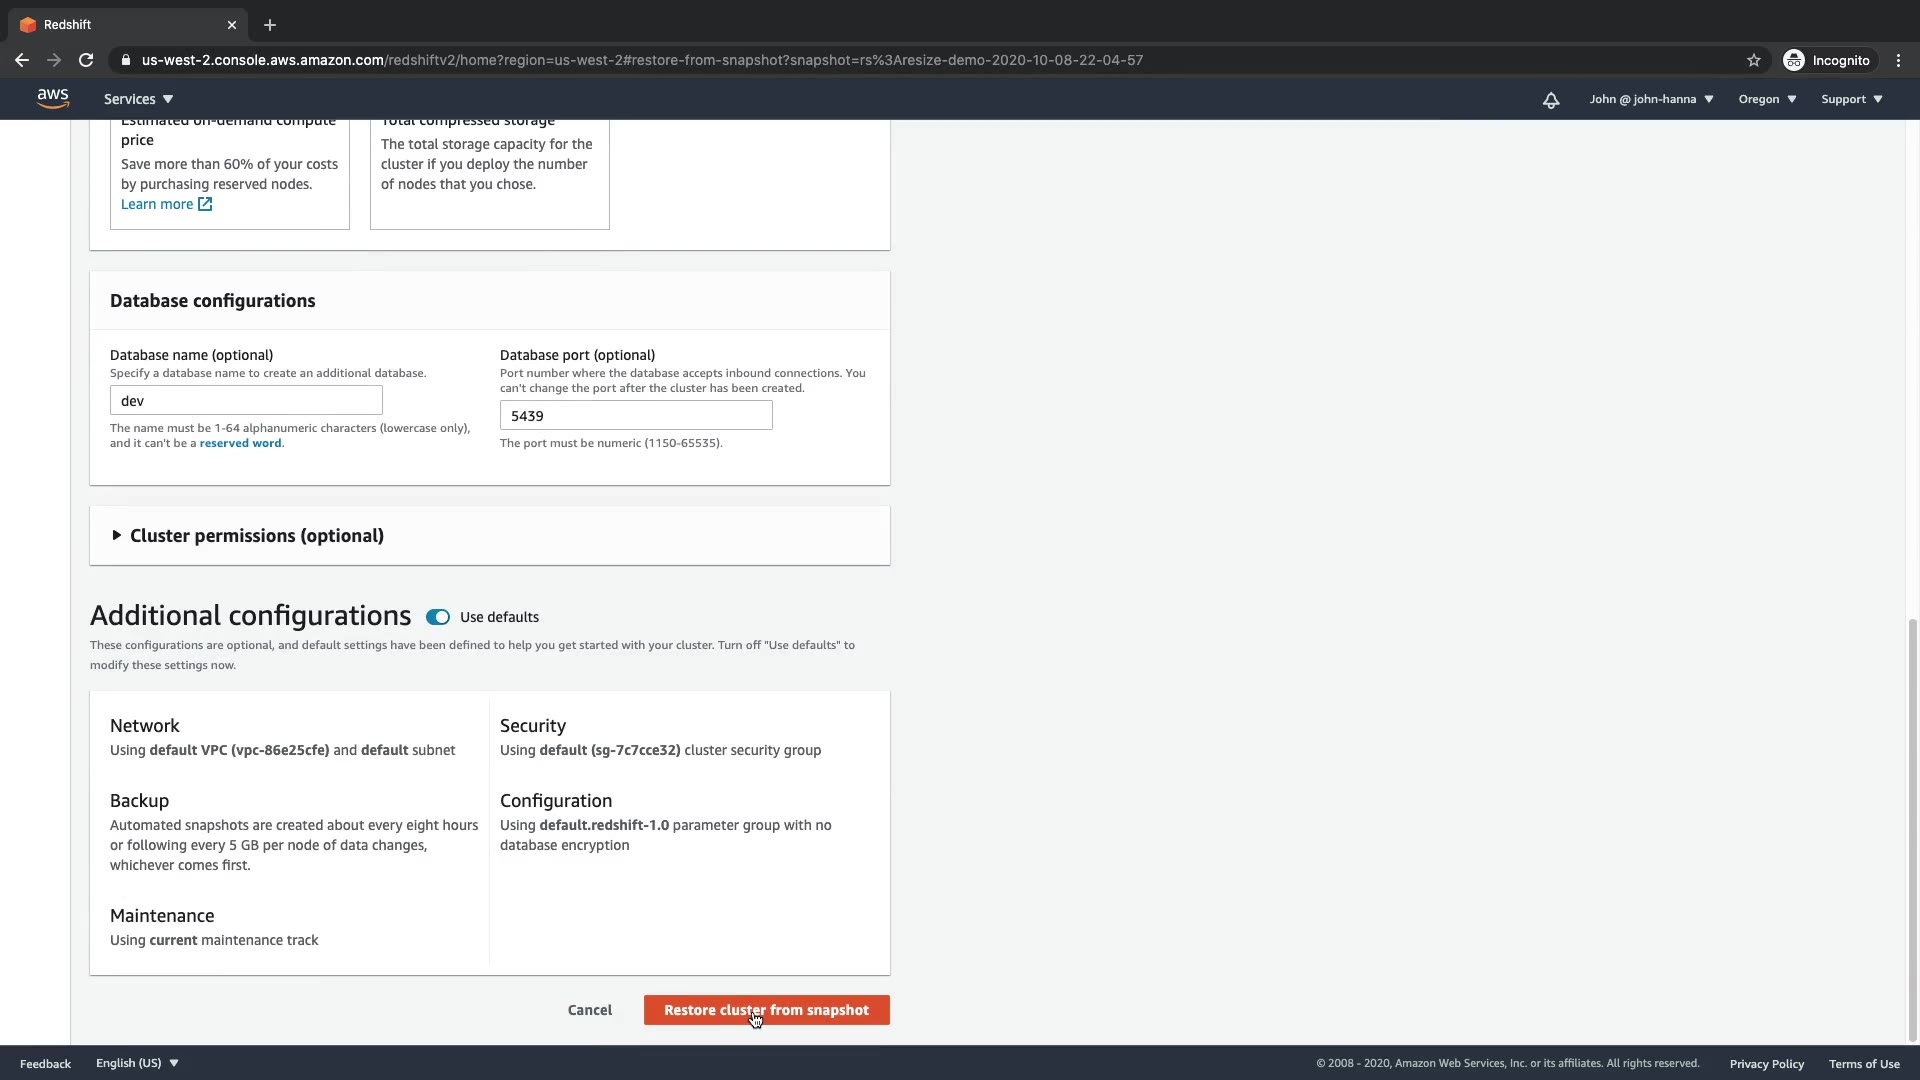 Redshift
us-west-2.console.aws.amazon.com/redshiftv2/home?region=us-west-2#restore-from-snapshot?snapshot=rs%3Aresize-demo-2020-10-08-22-04-57
Incognito
aws
Services
John @ john-hanna
Oregon
Support
Estimated on-demand compute
price
Save more than 60% of your costs
by purchasing reserved nodes.
Learn more
Total compressed storage
The total storage capacity for the
cluster if you deploy the number
of nodes that you chose.
Database configurations
Database name (optional)
Specify a database name to create an additional database.
dev
The name must be 1-64 alphanumeric characters (lowercase only),
and it can't be a reserved word.
Database port (optional)
Port number where the database accepts inbound connections. You
can't change the port after the cluster has been created.
5439
The port must be numeric (1150-65535).
Cluster permissions (optional)
Additional configurations
Use defaults
These configurations are optional, and default settings have been defined to help you get started with your cluster. Turn off "Use defaults" to
modify these settings now.
Network
Using default VPC (vpc-86e25cfe) and default subnet
Backup
Automated snapshots are created about every eight hours
or following every 5 GB per node of data changes,
whichever comes first.
Maintenance
Using current maintenance track
Security
Using default (sg-7c7cce32) cluster security group
Configuration
Using default.redshift-1.0 parameter group with no
database encryption
Cancel
Restore cluster from snapshot
Feedback
English (US)
© 2008 - 2020, Amazon Web Services, Inc. or its affiliates. All rights reserved.
Privacy Policy
Terms of Use